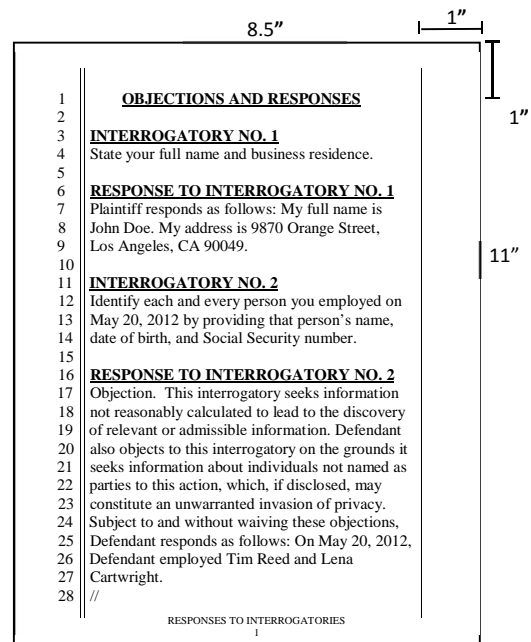 8.5”
1”
1”
11”
1 OBJECTIONS AND RESPONSES
2
3 INTERROGATORY NO. 1
4 State your full name and business residence.
5
6 RESPONSE TO INTERROGATORY NO. 1
7 Plaintiff responds as follows: My full name is
8 John Doe. My address is 9870 Orange Street,
9 Los Angeles, CA 90049.
10
11 INTERROGATORY NO. 2
12 Identify each and every person you employed on
13 May 20, 2012 by providing that person’s name,
14 date of birth, and Social Security number.
15
16 RESPONSE TO INTERROGATORY NO. 2
17 Objection.  This interrogatory seeks information
18 not reasonably calculated to lead to the discovery
19 of relevant or admissible information. Defendant
20 also objects to this interrogatory on the grounds it
21 seeks information about individuals not named as
22 parties to this action, which, if disclosed, may
23 constitute an unwarranted invasion of privacy.
24 Subject to and without waiving these objections,
25 Defendant responds as follows: On May 20, 2012,
26 Defendant employed Tim Reed and Lena
27 Cartwright.
28 //
RESPONSES TO INTERROGATORIES
1